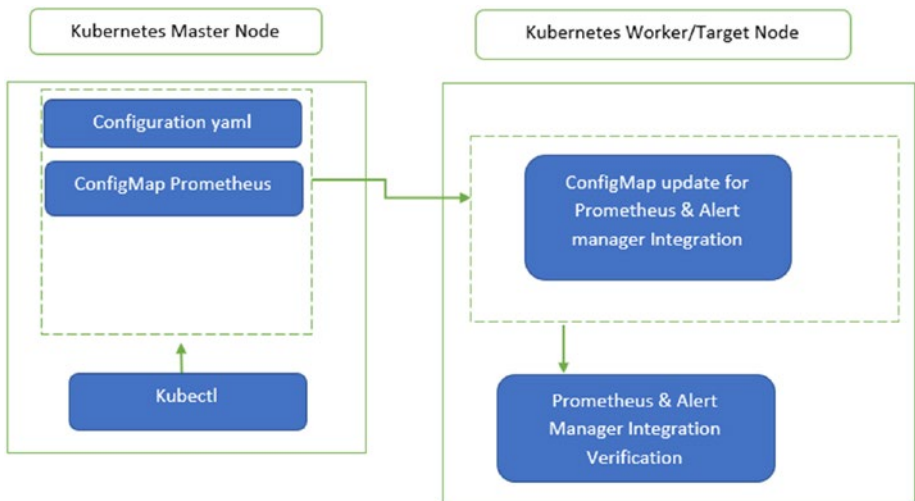 Kubernetes Master Node
Kubernetes Worker/Target Node
Configuration yaml
ConfigMap Prometheus
Kubectl
ConfigMap update for
Prometheus & Alert
manager Integration
Prometheus & Alert
Manager Integration
Verification